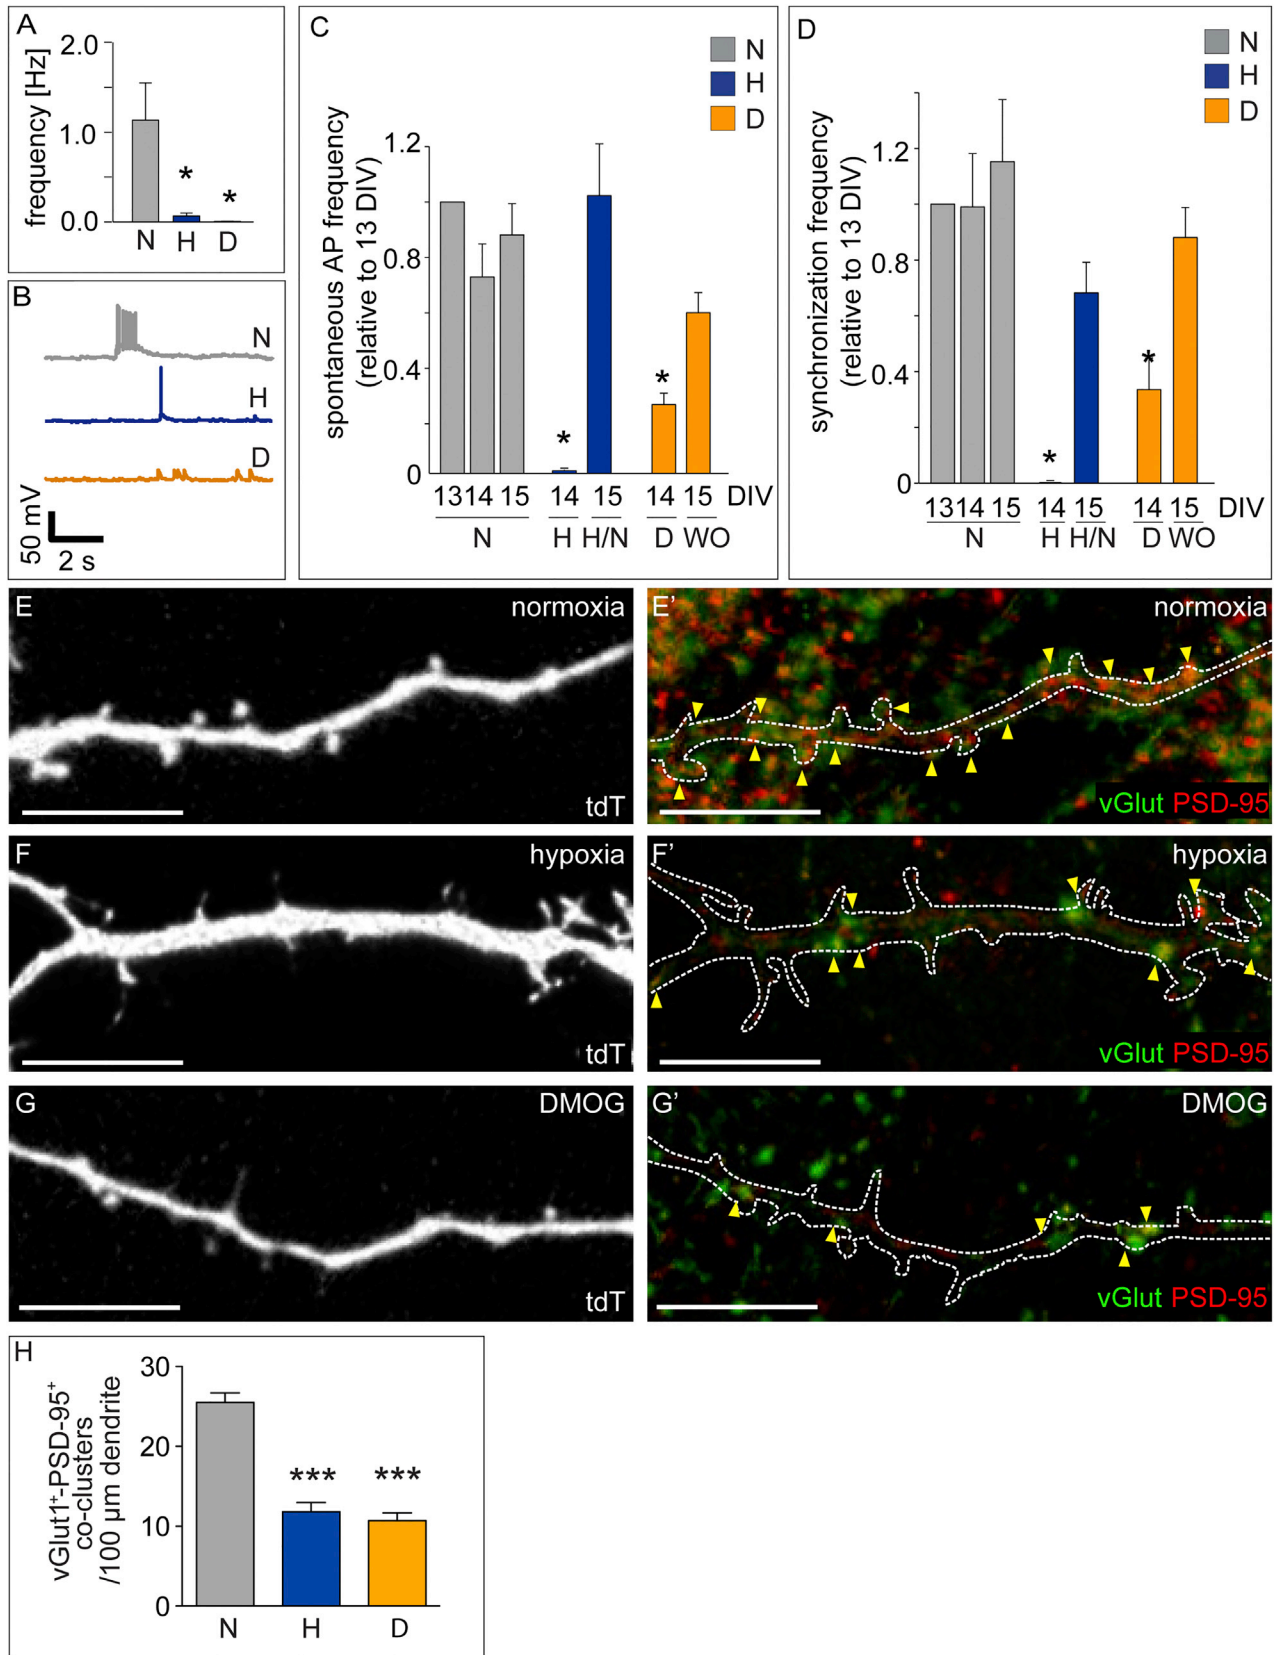 A
frequency [Hz]
2.0
1.0
0.0
*
*
N H D
B
N
H
D
50 mV
2 s
C
N
H
D
spontaneous AP frequency
(relative to 13 DIV)
1.2
0.8
0.4
0
*
*
13 14 15 14 15 14 15 DIV
N H H/N D WO
D
N
H
D
synchronization frequency
(relative to 13 DIV)
1.2
0.8
0.4
0
*
*
13 14 15 14 15 14 15 DIV
N H H/N D WO
E normoxia
tdT
E' normoxia
vGlut PSD-95
F hypoxia
tdT
F' hypoxia
vGlut PSD-95
G DMOG
tdT
G' DMOG
vGlut PSD-95
H
vGlut1⁺-PSD-95⁺
co-clusters
/100 µm dendrite
30
20
10
0
*** ***
N H D